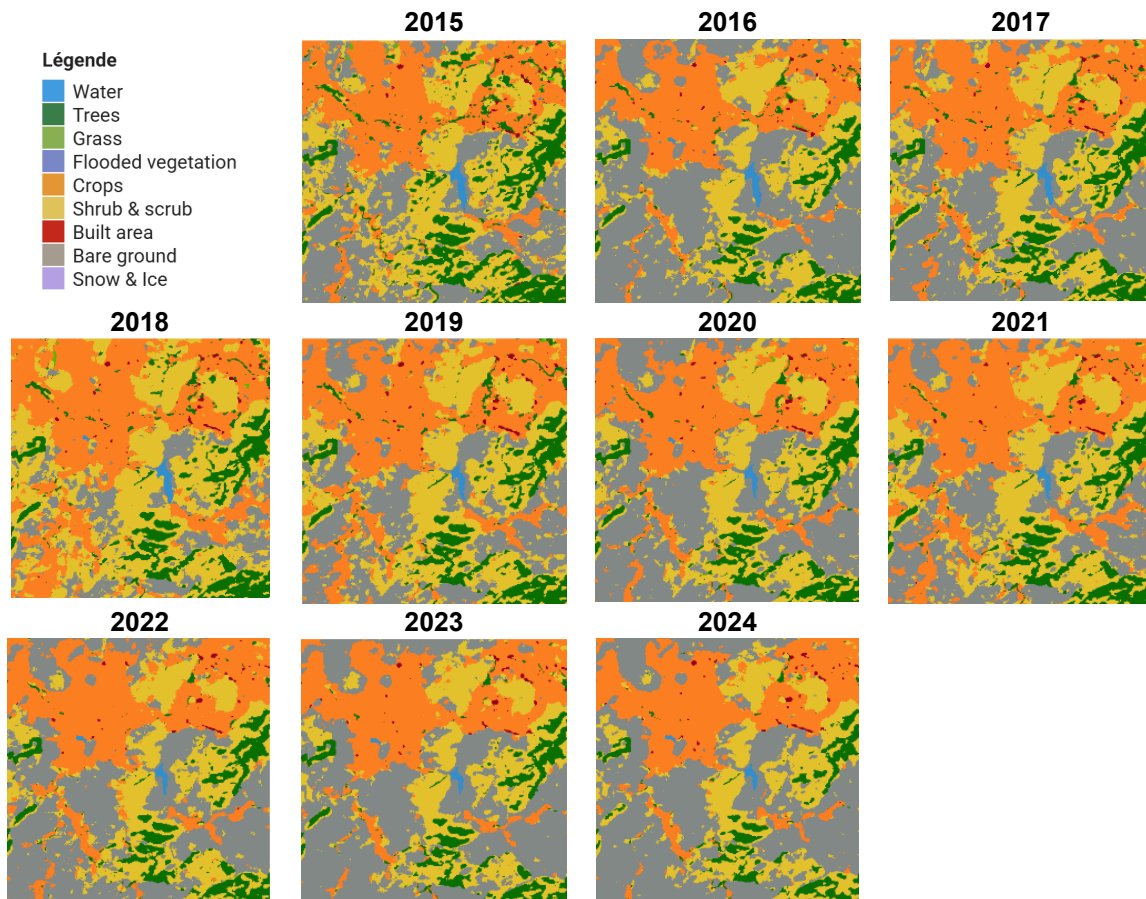 2015
2016
2017
Légende
Water
Trees
Grass
Flooded vegetation
Crops
Shrub & scrub
Built area
Bare ground
Snow & Ice
2018
2019
2020
2021
2022
2023
2024